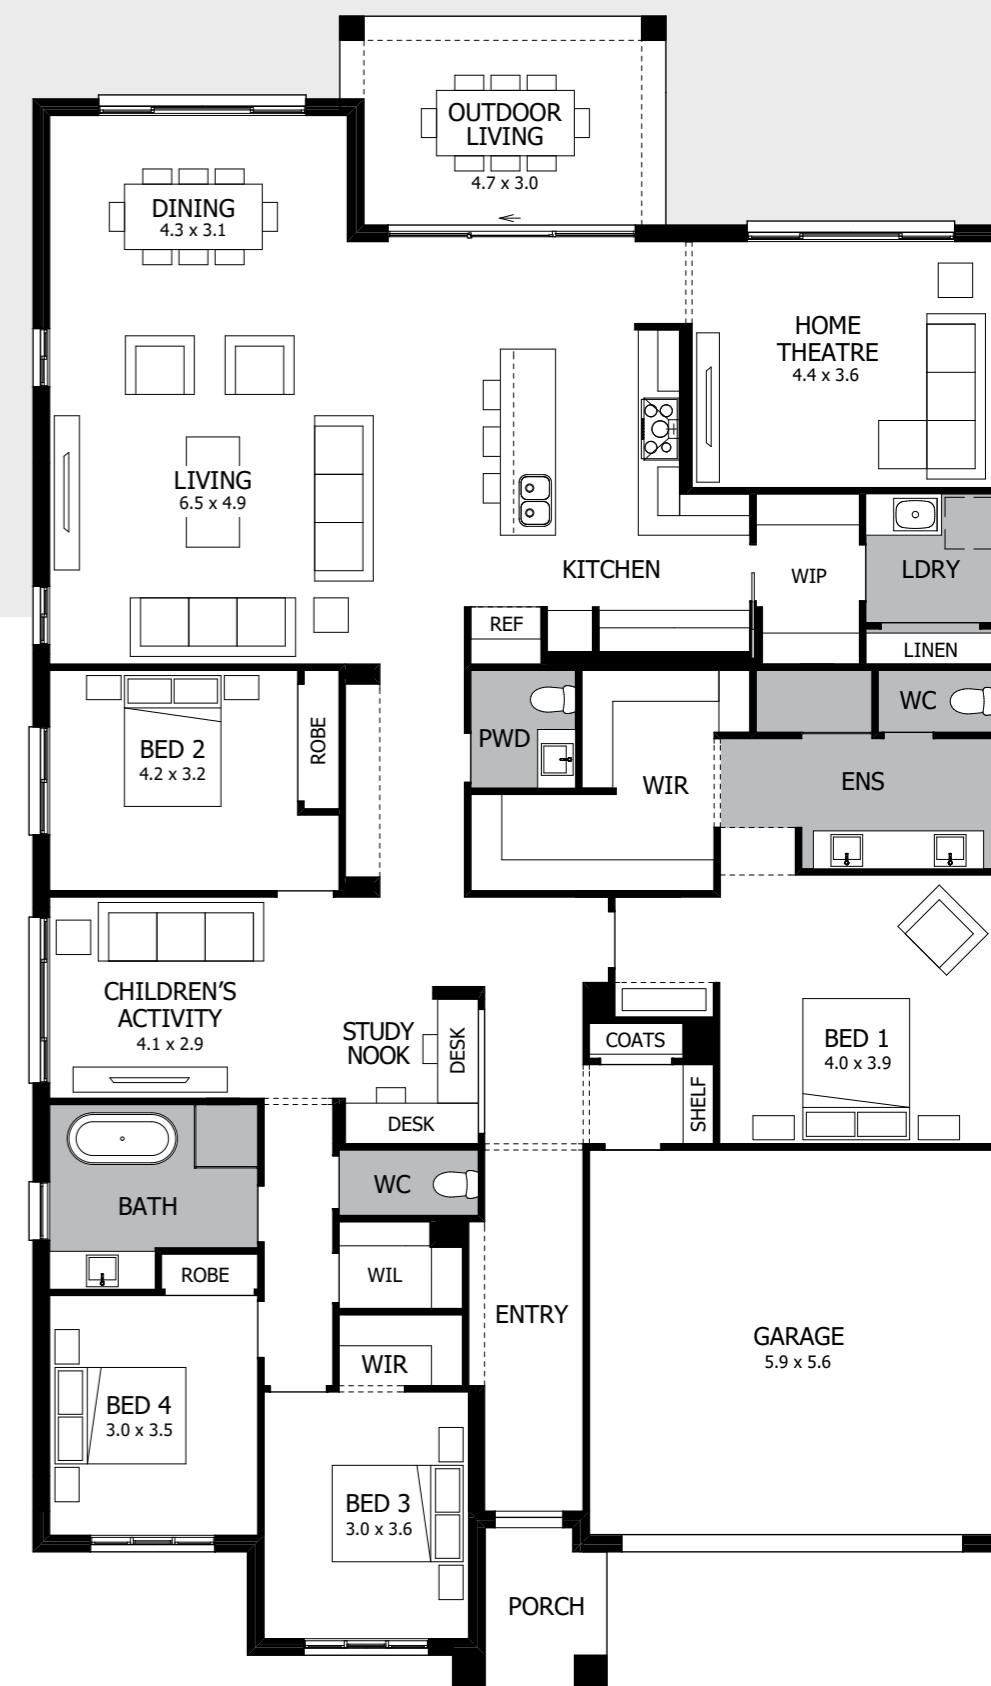 OUTDOOR
LIVING
4.7 x 3.0
DINING
4.3 x 3.1
HOME
THEATRE
4.4 x 3.6
LIVING
6.5 x 4.9
KITCHEN
WIP
LDRY
REF
LINEN
BED 2
4.2 x 3.2
ROBE
PWD
WIR
WC
ENS
CHILDREN'S
ACTIVITY
4.1 x 2.9
STUDY
NOOK
DESK
DESK
COATS
SHELF
BED 1
4.0 x 3.9
BATH
WC
ROBE
WIL
WIR
ENTRY
GARAGE
5.9 x 5.6
BED 4
3.0 x 3.5
BED 3
3.0 x 3.6
PORCH